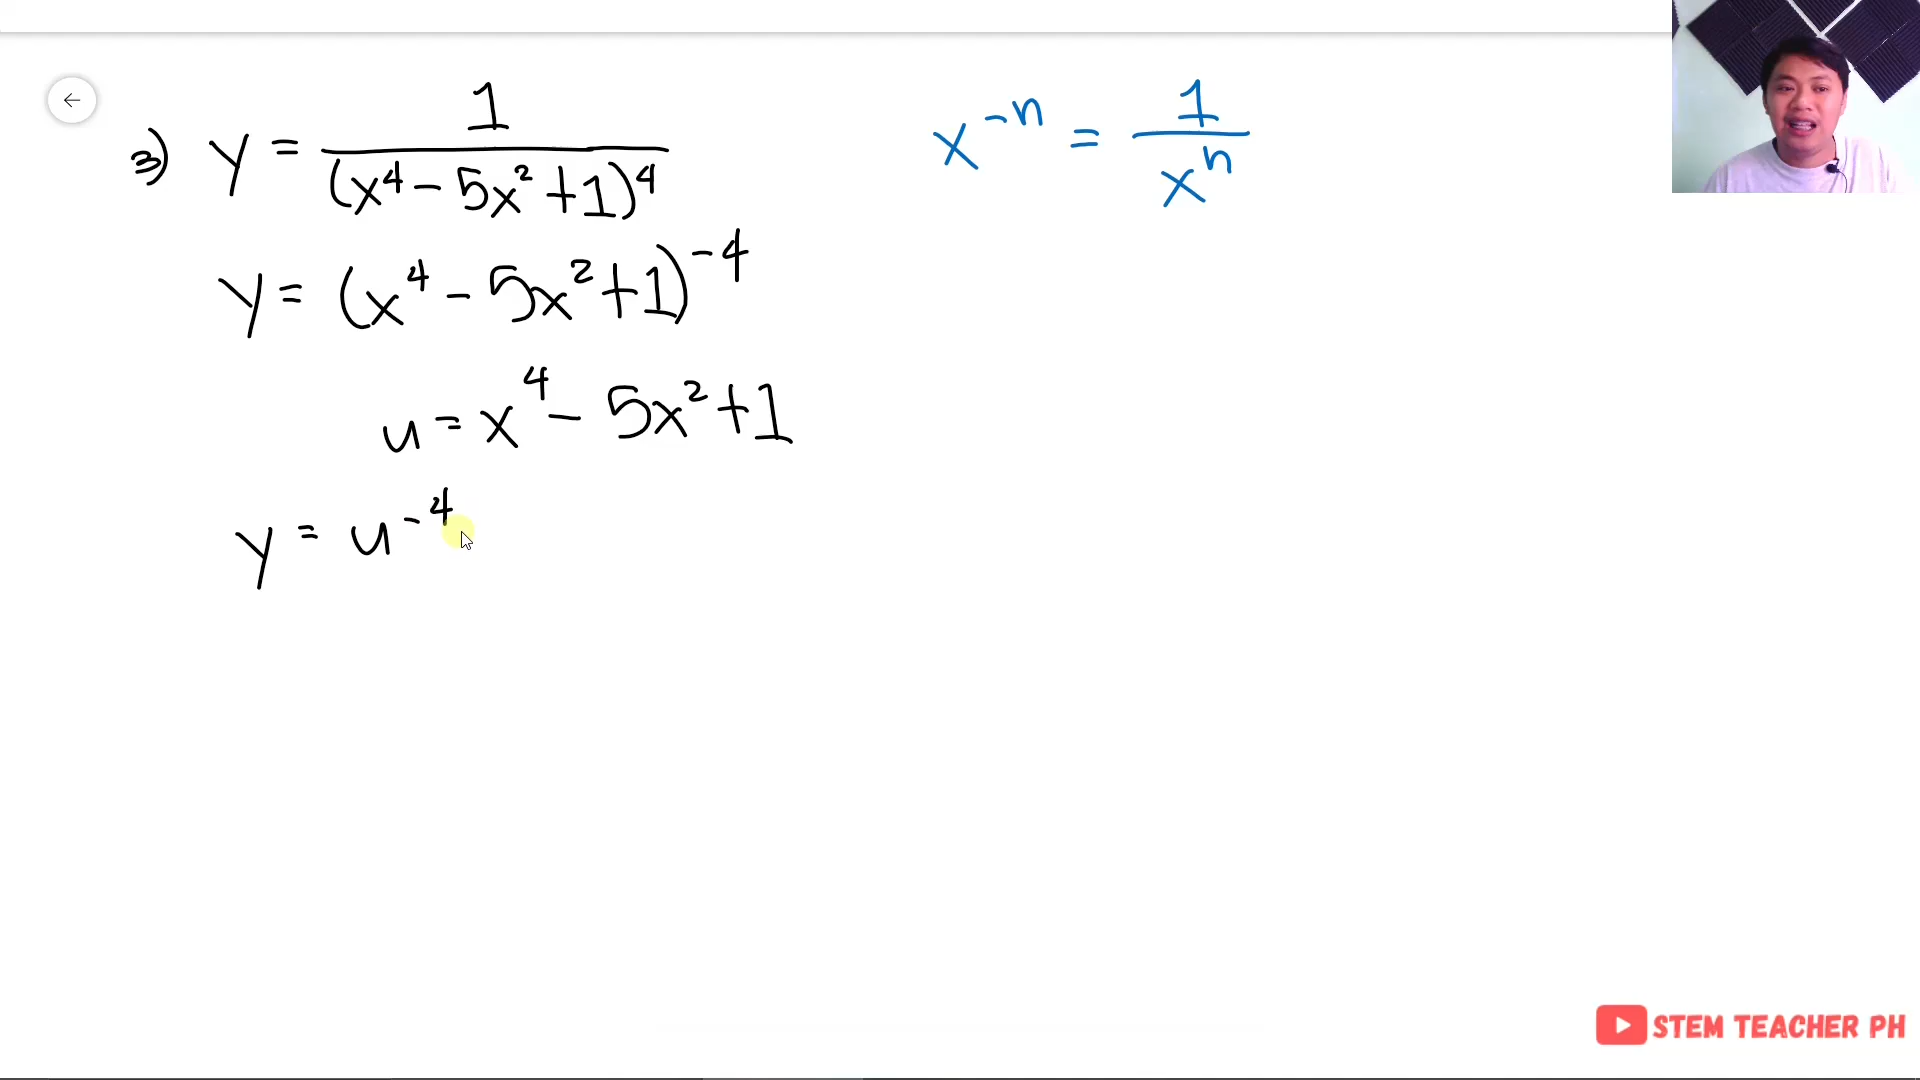 3) y = 1/(x⁴ - 5x² + 1)⁴
x⁻ⁿ = 1/xⁿ
y = (x⁴ - 5x² + 1)⁻⁴
u = x⁴ - 5x² + 1
y = u⁻⁴
STEM TEACHER PH